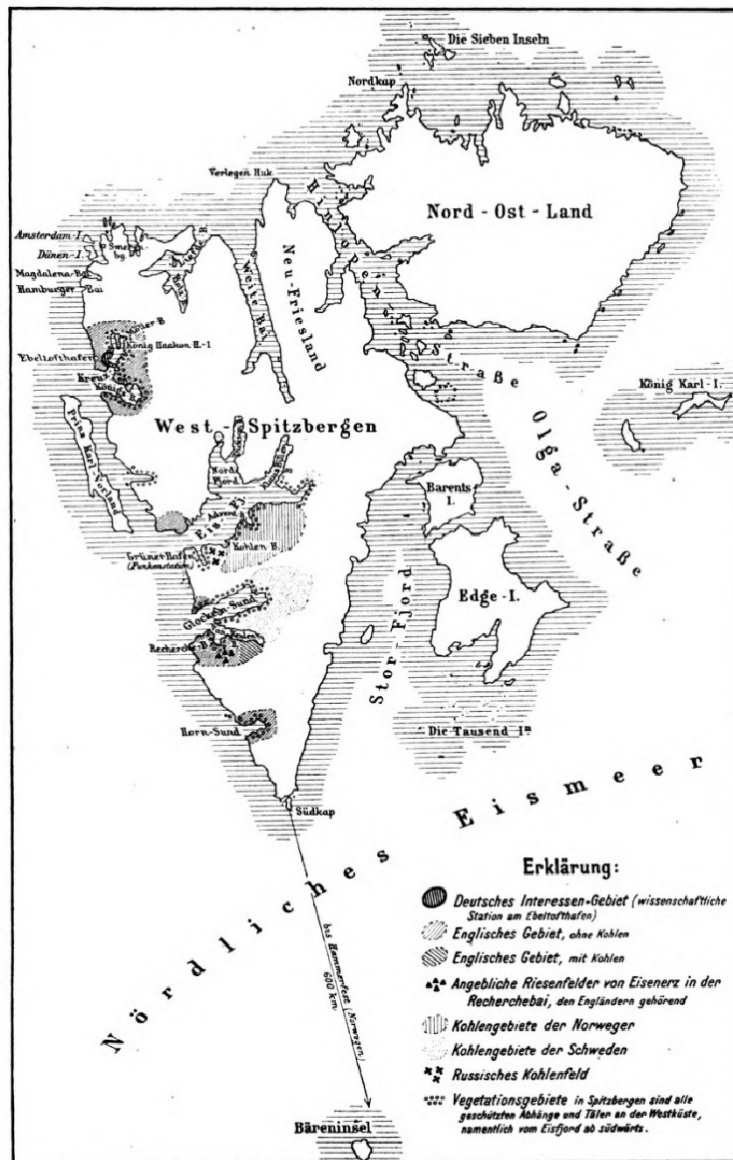 Die Sieben Inseln
Nordkap
Verlegen Huk
Hinlopen-
Nord-Ost-Land
Amsterdam-I.
Dänen-I.
Magdalena-Bai
Hamburger-Bai
Weite Bai
Neu-Friesland
König Haakon H.-I
Ebeltofthafen
Straße
König Karl-I.
West-Spitzbergen
Prinz Karl-Vorland
Nord
Fjord
Olga-Straße
Barents
I.
Eis-Fj.
Kohlen B.
Grüner Hafen
(Funkenstation)
Edge-I.
Stor-Fjord
Glocken-Sund
Recherche-B.
Horn-Sund
Die Tausend In
Südkap
Nördliches Eismeer
bis Hammerfest (Norwegen)
600 km
Bäreninsel
Erklärung:
Deutsches Interessen-Gebiet (wissenschaftliche
Station am Ebeltofthafen)
Englisches Gebiet, ohne Kohlen
Englisches Gebiet, mit Kohlen
Angebliche Riesenfelder von Eisenerz in der
Recherchebai, den Engländern gehörend
Kohlengebiete der Norweger
Kohlengebiete der Schweden
Russisches Kohlenfeld
Vegetationsgebiete in Spitzbergen sind alle
geschützten Abhänge und Täler an der Westküste,
namentlich vom Eisfjord ab südwärts.